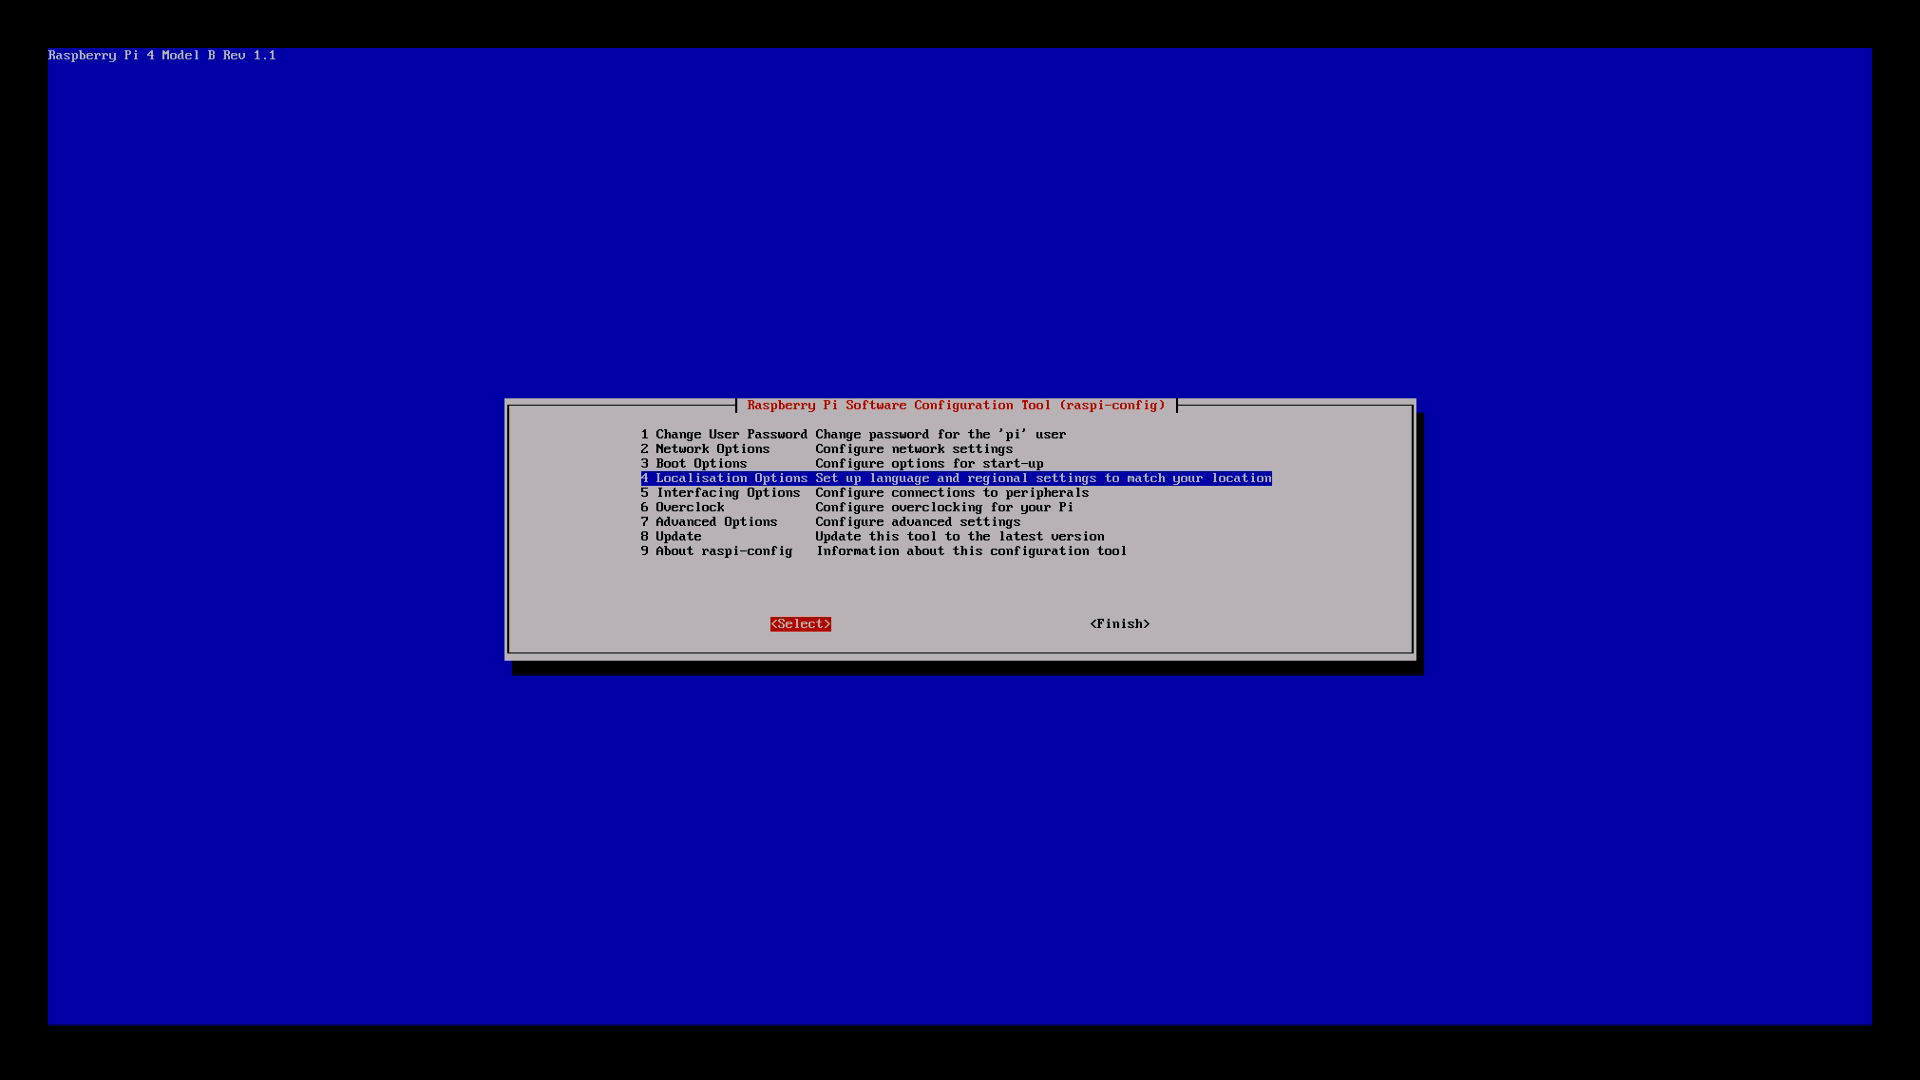 Raspberry Pi 4 Model B Rev 1.1
Raspberry Pi Software Configuration Tool (raspi-config)
1 Change User Password Change password for the 'pi' user
2 Network Options Configure network settings
3 Boot Options Configure options for start-up
4 Localisation Options Set up language and regional settings to match your location
5 Interfacing Options Configure connections to peripherals
6 Overclock Configure overclocking for your Pi
7 Advanced Options Configure advanced settings
8 Update Update this tool to the latest version
9 About raspi-config Information about this configuration tool
<Select> <Finish>